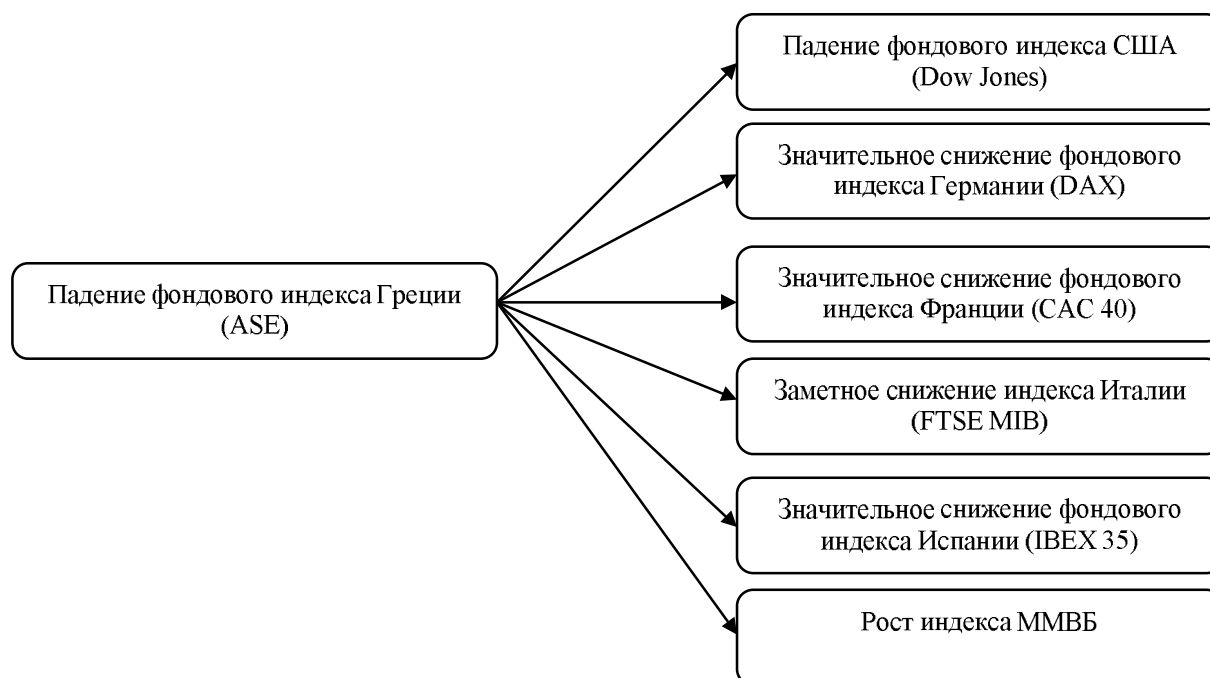 Падение фондового индекса США
(Dow Jones)
Значительное снижение фондового
индекса Германии (DAX)
Падение фондового индекса Греции
(ASE)
Значительное снижение фондового
индекса Франции (CAC 40)
Заметное снижение индекса Италии
(FTSE MIB)
Значительное снижение фондового
индекса Испании (IBEX 35)
Рост индекса ММВБ